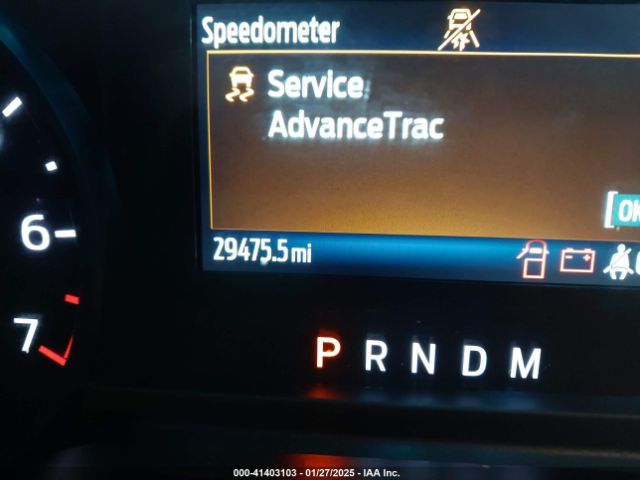 Speedometer
Service
AdvanceTrac
OK
6
29475.5 mi
7
P R N D M
000-41403103 - 01/27/2025 - IAA Inc.